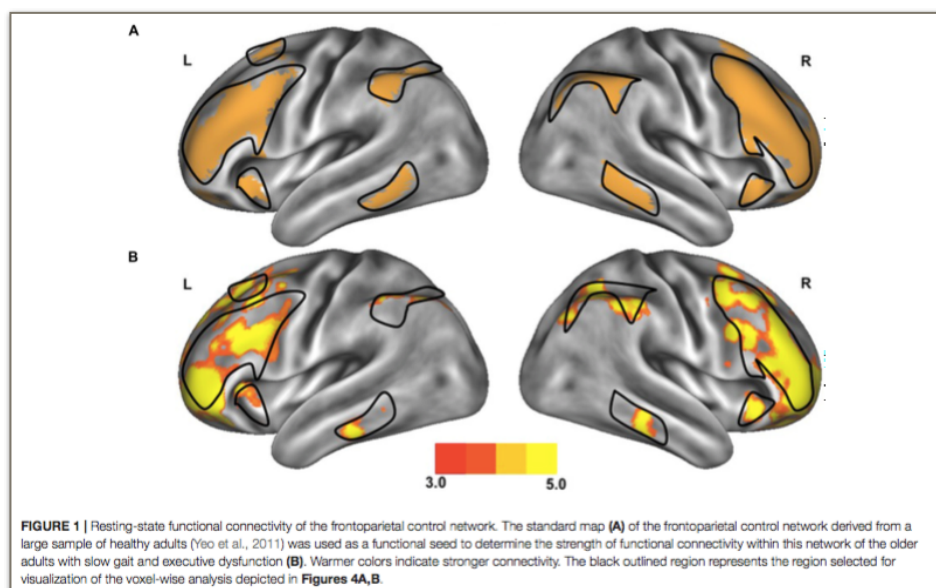 A
L
R
B
L
R
3.0
5.0
FIGURE 1 | Resting-state functional connectivity of the frontoparietal control network. The standard map (A) of the frontoparietal control network derived from a
large sample of healthy adults (Yeo et al., 2011) was used as a functional seed to determine the strength of functional connectivity within this network of the older
adults with slow gait and executive dysfunction (B). Warmer colors indicate stronger connectivity. The black outlined region represents the region selected for
visualization of the voxel-wise analysis depicted in Figures 4A,B.